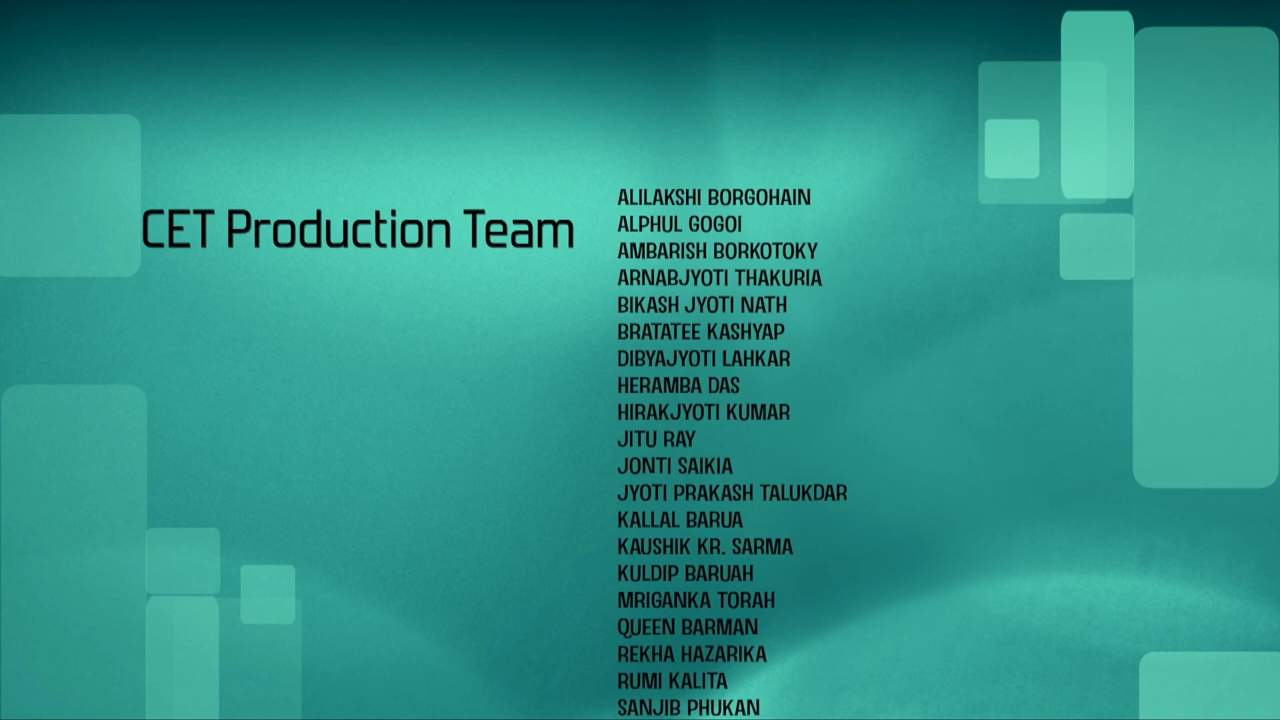 CET Production Team
ALILAKSHI BORGOHAIN
ALPHUL GOGOI
AMBARISH BORKOTOKY
ARNABJYOTI THAKURIA
BIKASH JYOTI NATH
BRATATEE KASHYAP
DIBYAJYOTI LAHKAR
HERAMBA DAS
HIRAKJYOTI KUMAR
JITU RAY
JONTI SAIKIA
JYOTI PRAKASH TALUKDAR
KALLAL BARUA
KAUSHIK KR. SARMA
KULDIP BARUAH
MRIGANKA TORAH
QUEEN BARMAN
REKHA HAZARIKA
RUMI KALITA
SANJIB PHUKAN